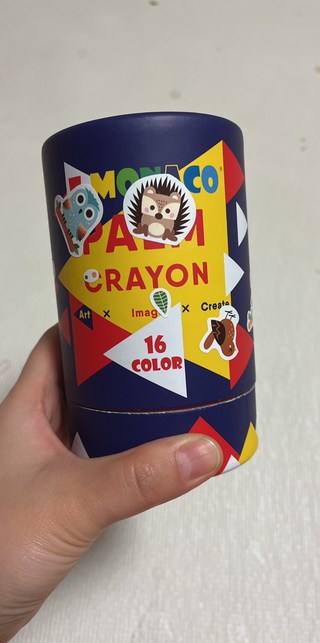 MONACO
PALM
CRAYON
Art × Imag × Create
16
COLOR